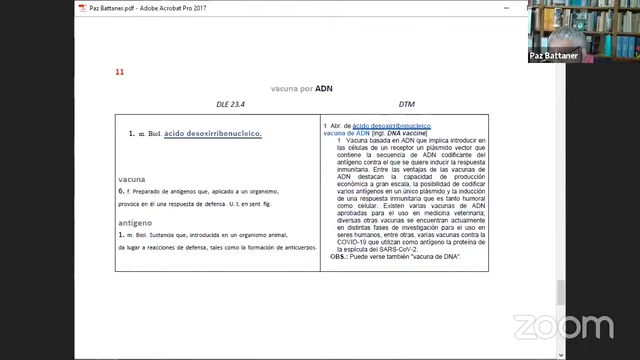 Paz Battaner.pdf - Adobe Acrobat Pro 2017
Paz Battaner
11
vacuna por ADN
DLE 23.4
DTM
1. m. Biol. ácido desoxirribonucleico.
vacuna
6. f. Preparado de antígenos que, aplicado a un organismo,
provoca en él una respuesta de defensa. U. t. en sent. fig.
antígeno
1. m. Biol. Sustancia que, introducida en un organismo animal,
da lugar a reacciones de defensa, tales como la formación de anticuerpos.
1 Abr. de ácido desoxirribonucleico.
vacuna de ADN [ingl. DNA vaccine]
1 Vacuna basada en ADN que implica introducir en
las células de un receptor un plásmido vector que
contiene la secuencia de ADN codificante del
antígeno contra el que se quiere inducir la respuesta
inmunitaria. Entre las ventajas de las vacunas de
ADN destacan la capacidad de producción
económica a gran escala, la posibilidad de codificar
varios antígenos en un único plásmido y la inducción
de una respuesta inmunitaria que es tanto humoral
como celular. Existen varias vacunas de ADN
aprobadas para el uso en medicina veterinaria;
diversas otras vacunas se encuentran actualmente
en distintas fases de investigación para el uso en
seres humanos, entre otras, varias vacunas contra la
COVID-19 que utilizan como antígeno la proteína de
la espícula del SARS-CoV-2.
OBS.: Puede verse también "vacuna de DNA".
zoom